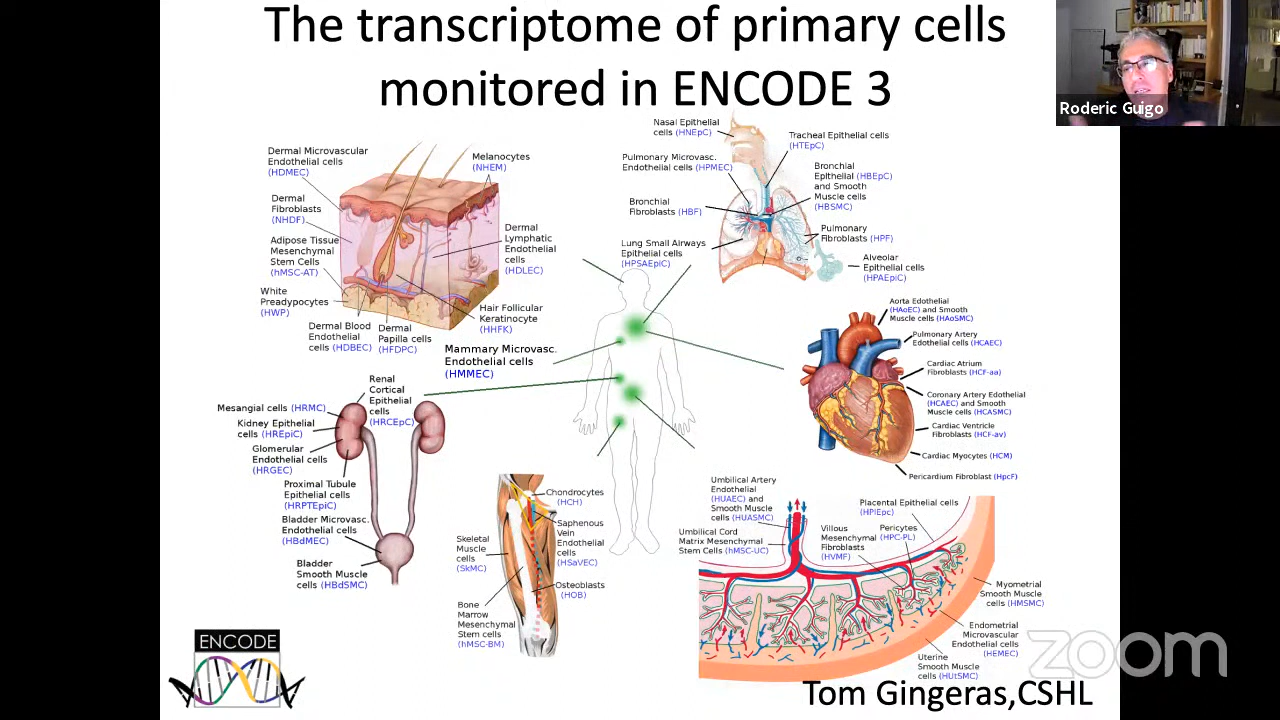 The transcriptome of primary cells
monitored in ENCODE 3
Roderic Guigo
Dermal Microvascular
Endothelial cells
(HDMEC)
Melanocytes
(NHEM)
Dermal
Fibroblasts
(NHDF)
Adipose Tissue
Mesenchymal
Stem Cells
(hMSC-AT)
White
Preadypocytes
(HWP)
Dermal Blood
Endothelial
cells (HDBEC)
Dermal
Papilla cells
(HFDPC)
Dermal
Lymphatic
Endothelial
cells
(HDLEC)
Hair Follicular
Keratinocyte
(HHFK)
Mammary Microvasc.
Endothelial cells
(HMMEC)
Nasal Epithelial
cells (HNEpC)
Tracheal Epithelial cells
(HTEpC)
Pulmonary Microvasc.
Endothelial cells (HPMEC)
Bronchial
Epithelial (HBEpC)
and Smooth
Muscle cells
(HBSMC)
Bronchial
Fibroblasts (HBF)
Pulmonary
Fibroblasts (HPF)
Lung Small Airways
Epithelial cells
(HPSAEpiC)
Alveolar
Epithelial cells
(HPAEpiC)
Aorta Edothelial
(HAoEC) and Smooth
Muscle cells (HAoSMC)
Pulmonary Artery
Edothelial cells (HCAEC)
Cardiac Atrium
Fibroblasts (HCF-aa)
Coronary Artery Edothelial
(HCAEC) and Smooth
Muscle cells (HCASMC)
Cardiac Ventricle
Fibroblasts (HCF-av)
Cardiac Myocytes (HCM)
Pericardium Fibroblast (HpcF)
Renal
Cortical
Epithelial
cells
(HRCEpC)
Mesangial cells (HRMC)
Kidney Epithelial
cells (HREpiC)
Glomerular
Endothelial cells
(HRGEC)
Proximal Tubule
Epithelial cells
(HRPTEpiC)
Bladder Microvasc.
Endothelial cells
(HBdMEC)
Bladder
Smooth Muscle
cells (HBdSMC)
Chondrocytes
(HCH)
Saphenous
Vein
Endothelial
cells
(HSaVEC)
Skeletal
Muscle
cells
(SkMC)
Osteoblasts
(HOB)
Bone
Marrow
Mesenchymal
Stem cells
(hMSC-BM)
Umbilical Artery
Endothelial
(HUAEC) and
Smooth Muscle
cells (HUASMC)
Umbilical Cord
Matrix Mesenchymal
Stem Cells (hMSC-UC)
Placental Epithelial cells
(HPlEpc)
Villous
Mesenchymal
Fibroblasts
(HVMF)
Pericytes
(HPC-PL)
Myometrial
Smooth Muscle
cells (HMSMC)
Endometrial
Microvascular
Endothelial cells
(HEMEC)
Uterine
Smooth Muscle
cells (HUtSMC)
ENCODE
zoom
Tom Gingeras,CSHL